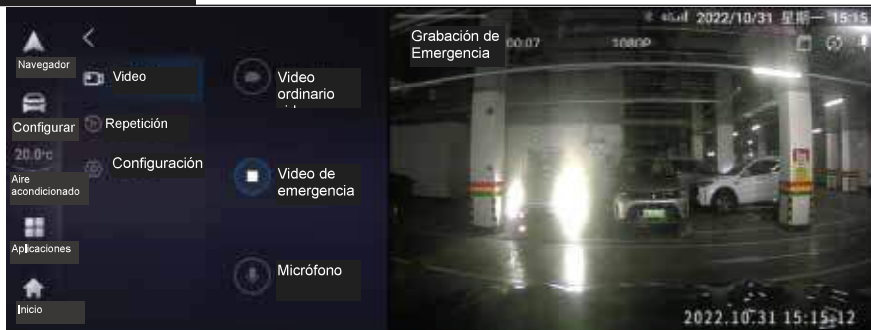 2022/10/31 星期一 15:15
Grabación de
Emergencia
00:07
1080P
Navegador
Video
Video
ordinario
Configurar
Repetición
20.0°C
Configuración
Aire
acondicionado
Video de
emergencia
Aplicaciones
Micrófono
Inicio
2022.10.31 15:15:12